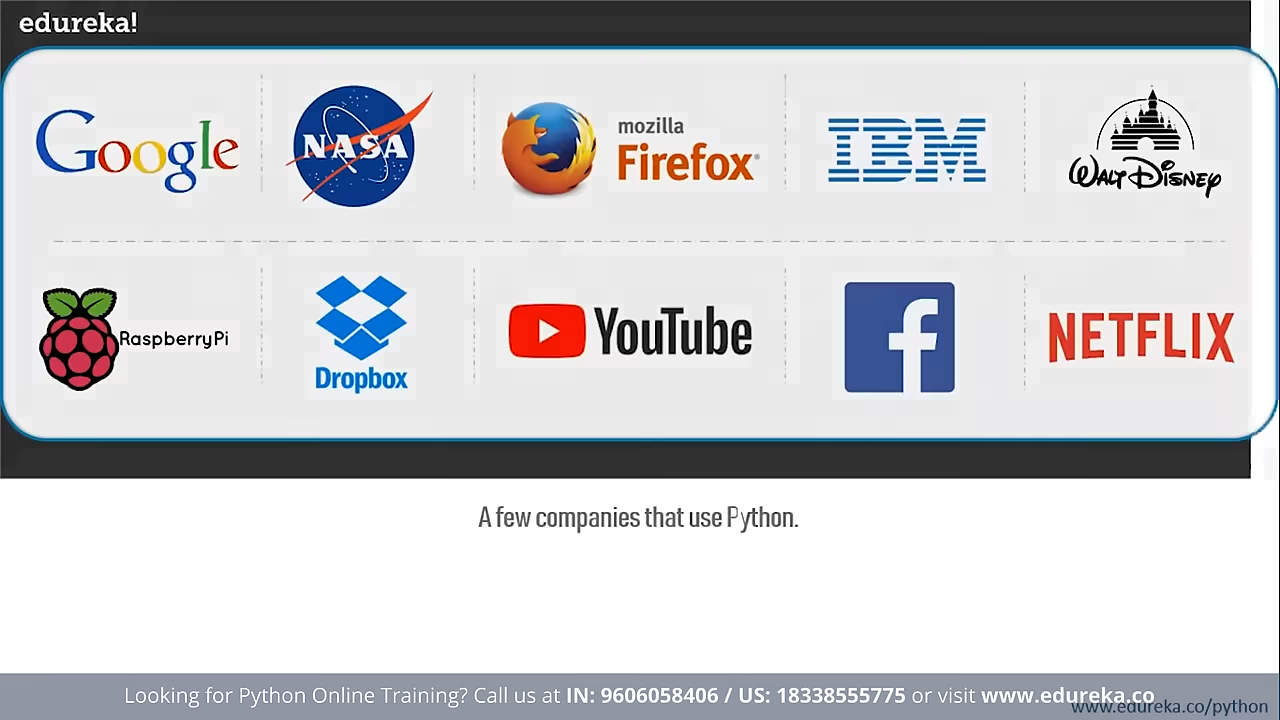 edureka!
Google
NASA
mozilla
Firefox®
IBM
WALT DISNEY
RaspberryPi
Dropbox
YouTube
f
NETFLIX
A few companies that use Python.
Looking for Python Online Training? Call us at IN: 9606058406 / US: 18338555775 or visit www.edureka.co
www.edureka.co/python